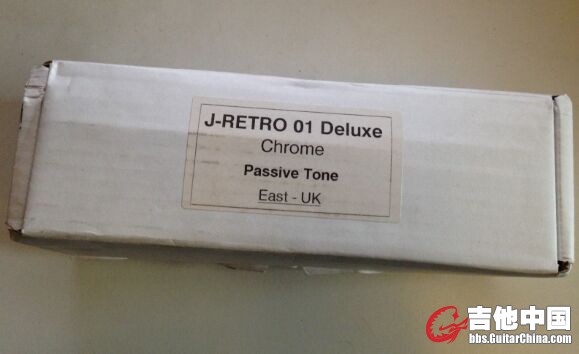 J-RETRO 01 Deluxe
Chrome
Passive Tone
East - UK
吉他中国
bbs.GuitarChina.com